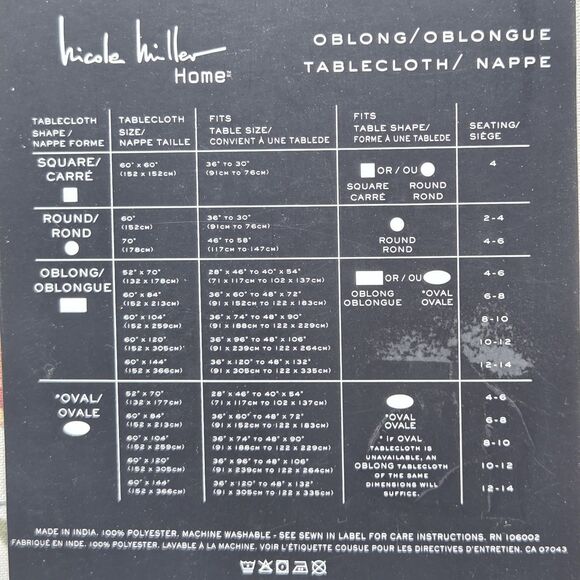 Nicole Miller
Home
OBLONG/OBLONGUE
TABLECLOTH/ NAPPE
TABLECLOTH SHAPE/ NAPPE FORME
TABLECLOTH SIZE/ NAPPE TAILLE
FITS TABLE SIZE/ CONVIENT À UNE TABLEDE
FITS TABLE SHAPE/ FORME À UNE TABLEDE
SEATING/ SIÈGE
SQUARE/ CARRÉ
60" x 60"
(152 x 152CM)
36" TO 30"
(91CM TO 76CM)
OR / OU
SQUARE ROUND
CARRÉ ROND
4
ROUND/ ROND
60"
(152CM)
36" TO 30"
(91CM TO 76CM)
2-4
70"
(178CM)
46" TO 58"
(117CM TO 147CM)
ROUND
ROND
4-6
OBLONG/ OBLONGUE
52" x 70"
(132 x 178CM)
28" x 46" TO 40" x 54"
(71 x 117CM TO 102 x 137CM)
OR / OU
OBLONG *OVAL
OBLONGUE OVALE
4-6
60" x 84"
(152 x 213CM)
36" x 60" TO 48" x 72"
(91 x 152CM TO 122 x 183CM)
6-8
60" x 104"
(152 x 259CM)
36" x 74" TO 48" x 90"
(91 x 188CM TO 122 x 229CM)
8-10
60" x 120"
(152 x 305CM)
36" x 96" TO 48" x 106"
(91 x 239CM TO 122 x 264CM)
10-12
60" x 144"
(152 x 366CM)
36" x 120" TO 48" x 132"
(91 x 305CM TO 122 x 335CM)
12-14
*OVAL/ OVALE
52" x 70"
(132 x 177CM)
28" x 46" TO 40" x 54"
(71 x 117CM TO 102 x 137CM)
4-6
60" x 84"
(152 x 213CM)
36" x 60" TO 48" x 72"
(91 x 152CM TO 122 x 183CM)
6-8
60" x 104"
(152 x 259CM)
36" x 74" TO 48" x 90"
(91 x 188CM TO 122 x 229CM)
8-10
60" x 120"
(152 x 305CM)
36" x 96" TO 48" x 106"
(91 x 239CM TO 122 x 264CM)
10-12
60" x 144"
(152 x 366CM)
36" x 120" TO 48" x 132"
(91 x 305CM TO 122 x 335CM)
12-14
*OVAL
OVALE
* IF OVAL
TABLECLOTH IS
UNAVAILABLE, AN
OBLONG TABLECLOTH
OF THE SAME
DIMENSIONS WILL
SUFFICE.
MADE IN INDIA. 100% POLYESTER. MACHINE WASHABLE - SEE SEWN IN LABEL FOR CARE INSTRUCTIONS. RN 106002
FABRIQUÉ EN INDE. 100% POLYESTER. LAVABLE À LA MACHINE. VOIR L'ÉTIQUETTE COUSUE POUR LES DIRECTIVES D'ENTRETIEN. CA 07043